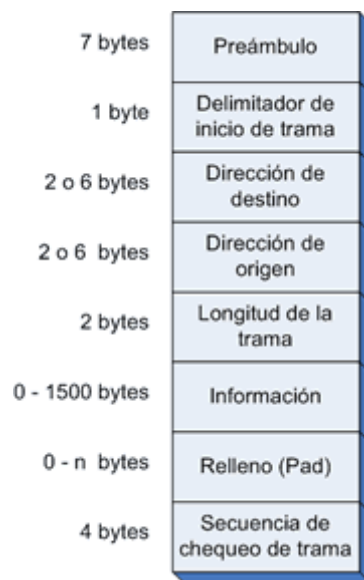 7 bytes Preámbulo
1 byte Delimitador de
inicio de trama
2 o 6 bytes Dirección de
destino
2 o 6 bytes Dirección de
origen
2 bytes Longitud de la
trama
0 - 1500 bytes Información
0 - n bytes Relleno (Pad)
4 bytes Secuencia de
chequeo de trama